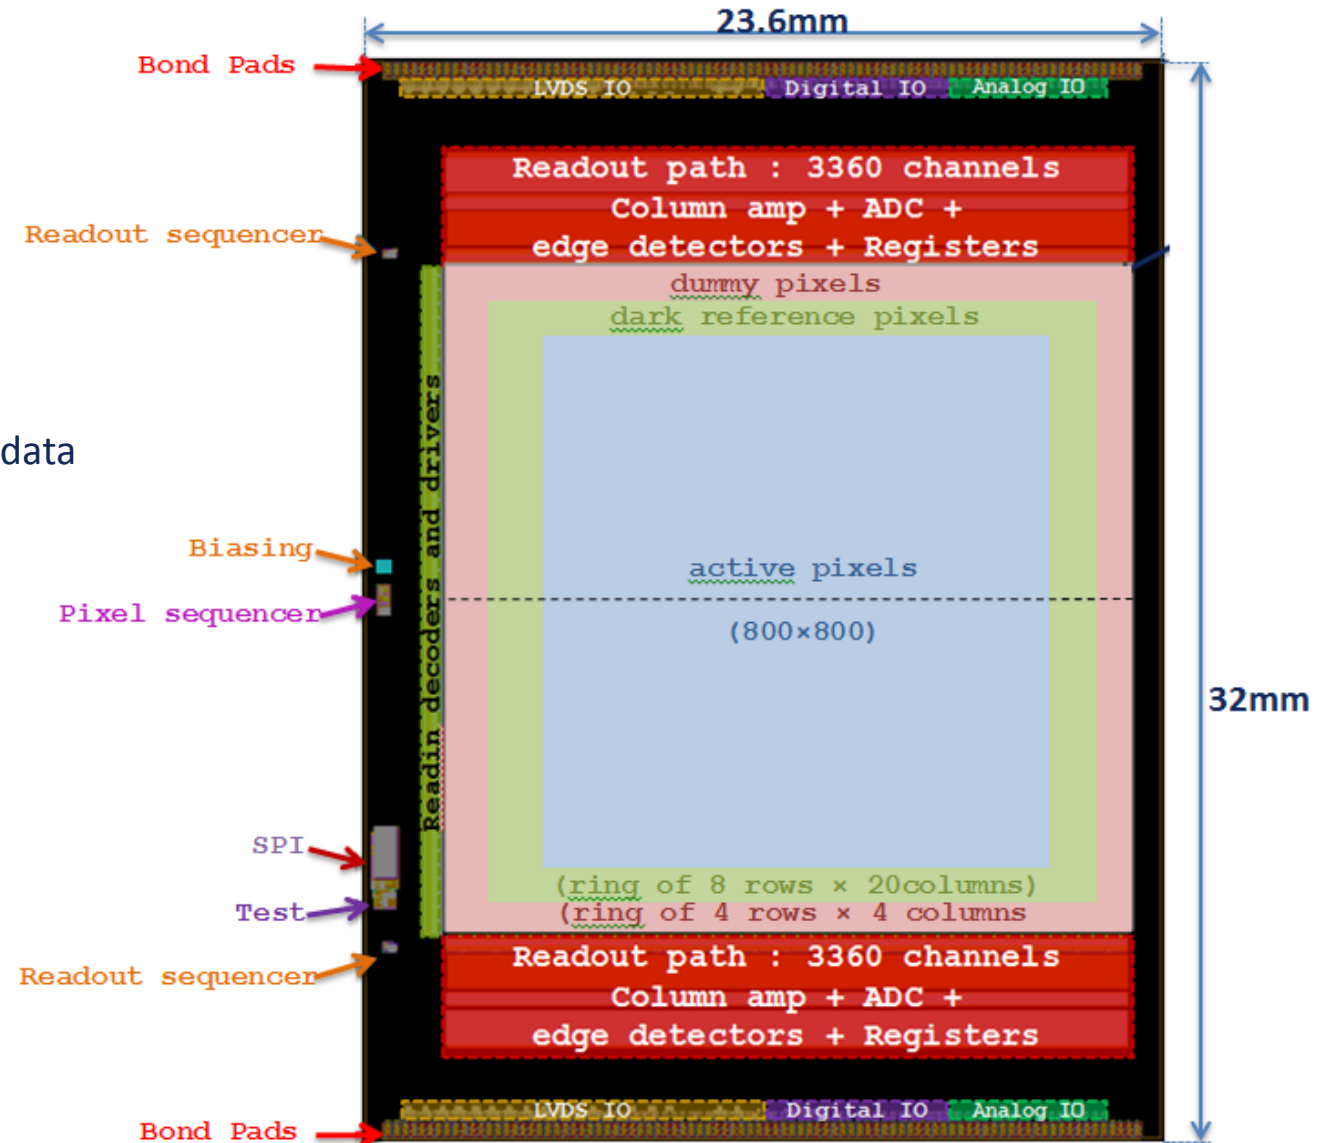 23.6mm
Bond Pads
LVDS IO
Digital IO
Analog IO
Readout path : 3360 channels
Column amp + ADC +
edge detectors + Registers
Readout sequencer
dummy pixels
dark reference pixels
data
Readin decoders and drivers
Biasing
active pixels
Pixel sequencer
(800×800)
32mm
SPI
(ring of 8 rows × 20columns)
Test
(ring of 4 rows × 4 columns
Readout path : 3360 channels
Readout sequencer
Column amp + ADC +
edge detectors + Registers
LVDS IO
Digital IO
Analog IO
Bond Pads